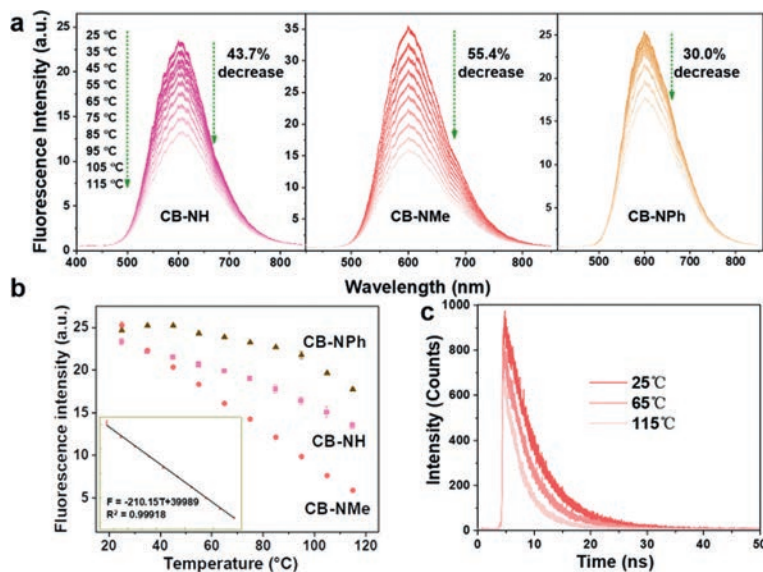 a
Fluorescence Intensity (a.u.)
25
20
15
10
5
0
25 °C
35 °C
45 °C
55 °C
65 °C
75 °C
85 °C
95 °C
105 °C
115 °C
43.7%
decrease
CB-NH
400 500 600 700 800
35
30
25
20
15
10
5
0
55.4%
decrease
CB-NMe
500 600 700 800
25
20
15
10
5
0
30.0%
decrease
CB-NPh
500 600 700 800
Wavelength (nm)
b
Fluorescence intensity (a.u.)
25
20
15
10
5
CB-NPh
CB-NH
CB-NMe
F = -210.15T+39989
R² = 0.99918
20 40 60 80 100 120
Temperature (°C)
c
Intensity (Counts)
1000
800
600
400
200
0
25℃
65℃
115℃
0 10 20 30 40 50
Time (ns)